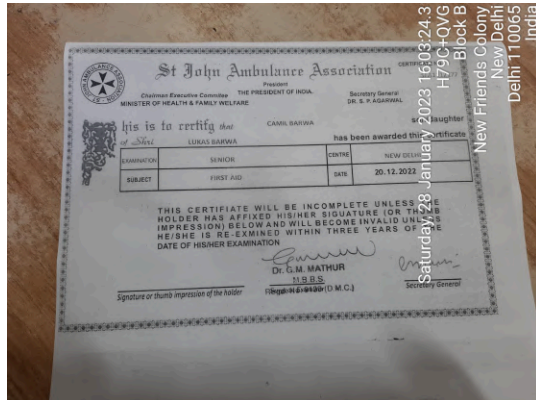 St John Ambulance Association
President
Chairman Executive Committee THE PRESIDENT OF INDIA. Secretary General
MINISTER OF HEALTH & FAMILY WELFARE DR. S. P. AGARWAL
his is to certify that CAMIL BARWA Daughter
of Shri LUKAS BARWA has been awarded this certificate
EXAMINATION SENIOR CENTRE NEW DELHI
SUBJECT FIRST AID DATE 20.12.2022
THIS CERTIFICATE WILL BE INCOMPLETE UNLESS THE
HOLDER HAS AFFIXED HIS/HER SIGUATURE (OR THUMB
IMPRESSION) BELOW AND WILL BECOME INVALID UNLESS
HE/SHE IS RE-EXMINED WITHIN THREE YEARS OF THE
DATE OF HIS/HER EXAMINATION
Dr. G.M. MATHUR
M.B.B.S.
(D.M.C.)
Signature or thumb impression of the holder Secretary General
Saturday, 28 January 2023 16:03:24.3
H79C+QVG
Block B
New Friends Colony
New Delhi
Delhi 110065
India